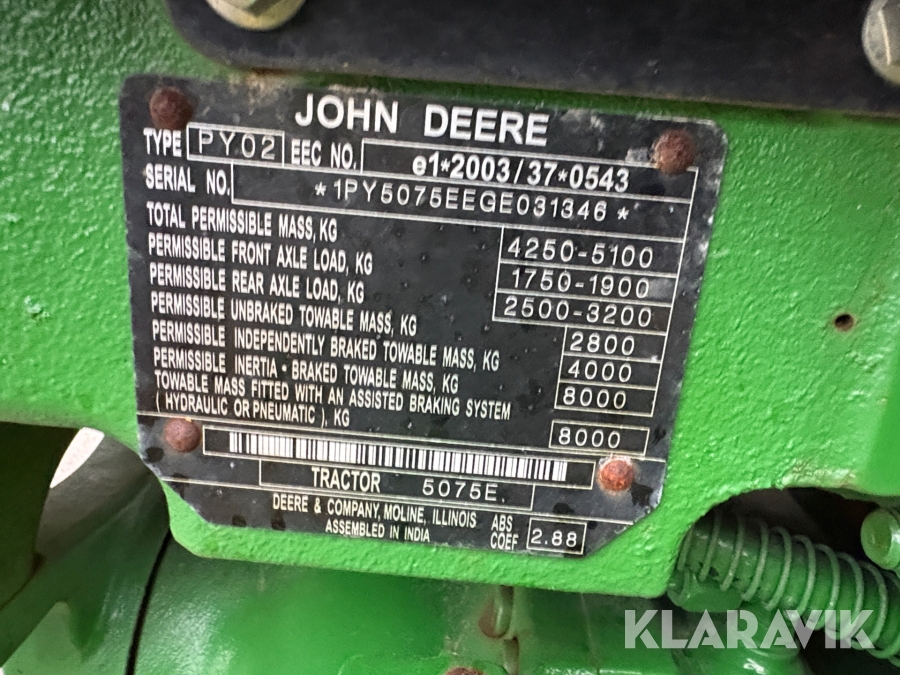 JOHN DEERE
TYPE PY02 EEC NO. e1*2003/37*0543
SERIAL NO. *1PY5075EEGE031346*
TOTAL PERMISSIBLE MASS, KG 4250-5100
PERMISSIBLE FRONT AXLE LOAD, KG 1750-1900
PERMISSIBLE REAR AXLE LOAD, KG 2500-3200
PERMISSIBLE UNBRAKED TOWABLE MASS, KG 2800
PERMISSIBLE INDEPENDENTLY BRAKED TOWABLE MASS, KG 4000
PERMISSIBLE INERTIA • BRAKED TOWABLE MASS, KG 8000
TOWABLE MASS FITTED WITH AN ASSISTED BRAKING SYSTEM
( HYDRAULIC OR PNEUMATIC ), KG 8000
TRACTOR 5075E.
DEERE & COMPANY, MOLINE, ILLINOIS ABS
ASSEMBLED IN INDIA COEF 2.88
KLARAVIK